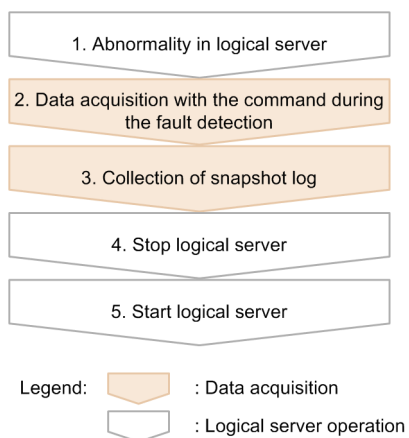 1. Abnormality in logical server
2. Data acquisition with the command during
the fault detection
3. Collection of snapshot log
4. Stop logical server
5. Start logical server
Legend:
: Data acquisition
: Logical server operation